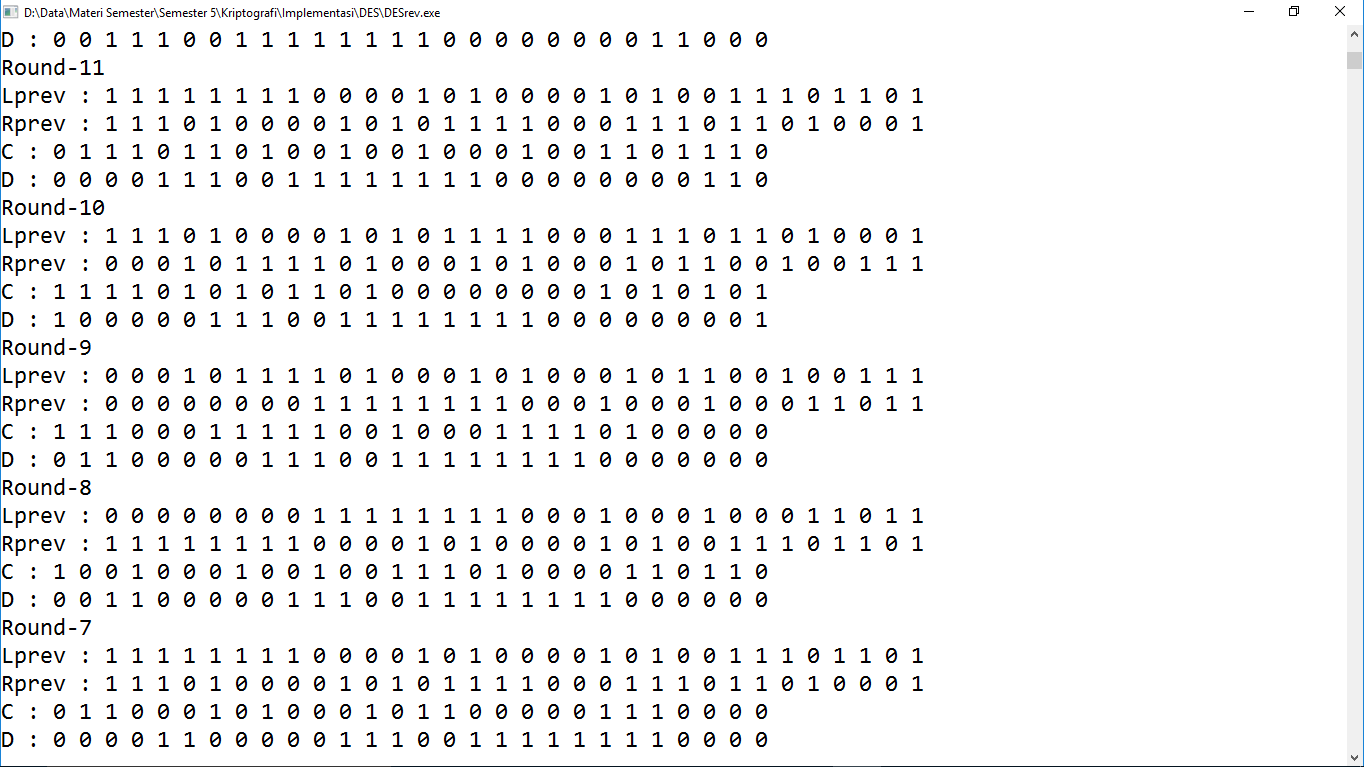 D:\Data\Materi Semester\Semester 5\Kriptografi\Implementasi\DES\DESrev.exe
D : 0 0 1 1 1 0 0 1 1 1 1 1 1 1 1 0 0 0 0 0 0 0 0 1 1 0 0 0
Round-11
Lprev : 1 1 1 1 1 1 1 1 0 0 0 0 1 0 1 0 0 0 0 1 0 1 0 0 1 1 1 0 1 1 0 1
Rprev : 1 1 1 0 1 0 0 0 0 1 0 1 0 1 1 1 1 0 0 0 1 1 1 0 1 1 0 1 0 0 0 1
C : 0 1 1 1 0 1 1 0 1 0 0 1 0 0 1 0 0 0 1 0 0 1 1 0 1 1 1 0
D : 0 0 0 0 1 1 1 0 0 1 1 1 1 1 1 1 1 0 0 0 0 0 0 0 0 1 1 0
Round-10
Lprev : 1 1 1 0 1 0 0 0 0 1 0 1 0 1 1 1 1 0 0 0 1 1 1 0 1 1 0 1 0 0 0 1
Rprev : 0 0 0 1 0 1 1 1 1 0 1 0 0 0 1 0 1 0 0 0 1 0 1 1 0 0 1 0 0 1 1 1
C : 1 1 1 1 0 1 0 1 0 1 1 0 1 0 0 0 0 0 0 0 0 1 0 1 0 1 0 1
D : 1 0 0 0 0 0 1 1 1 0 0 1 1 1 1 1 1 1 1 0 0 0 0 0 0 0 0 1
Round-9
Lprev : 0 0 0 1 0 1 1 1 1 0 1 0 0 0 1 0 1 0 0 0 1 0 1 1 0 0 1 0 0 1 1 1
Rprev : 0 0 0 0 0 0 0 0 1 1 1 1 1 1 1 1 0 0 0 1 0 0 0 1 0 0 0 1 1 0 1 1
C : 1 1 1 0 0 0 1 1 1 1 1 0 0 1 0 0 0 1 1 1 1 0 1 0 0 0 0 0
D : 0 1 1 0 0 0 0 0 1 1 1 0 0 1 1 1 1 1 1 1 1 0 0 0 0 0 0 0
Round-8
Lprev : 0 0 0 0 0 0 0 0 1 1 1 1 1 1 1 1 0 0 0 1 0 0 0 1 0 0 0 1 1 0 1 1
Rprev : 1 1 1 1 1 1 1 1 0 0 0 0 1 0 1 0 0 0 0 1 0 1 0 0 1 1 1 0 1 1 0 1
C : 1 0 0 1 0 0 0 1 0 0 1 0 0 1 1 1 0 1 0 0 0 0 1 1 0 1 1 0
D : 0 0 1 1 0 0 0 0 0 1 1 1 0 0 1 1 1 1 1 1 1 1 0 0 0 0 0 0
Round-7
Lprev : 1 1 1 1 1 1 1 1 0 0 0 0 1 0 1 0 0 0 0 1 0 1 0 0 1 1 1 0 1 1 0 1
Rprev : 1 1 1 0 1 0 0 0 0 1 0 1 0 1 1 1 1 0 0 0 1 1 1 0 1 1 0 1 0 0 0 1
C : 0 1 1 0 0 0 1 0 1 0 0 0 1 0 1 1 0 0 0 0 0 1 1 1 0 0 0 0
D : 0 0 0 0 1 1 0 0 0 0 0 1 1 1 0 0 1 1 1 1 1 1 1 1 0 0 0 0